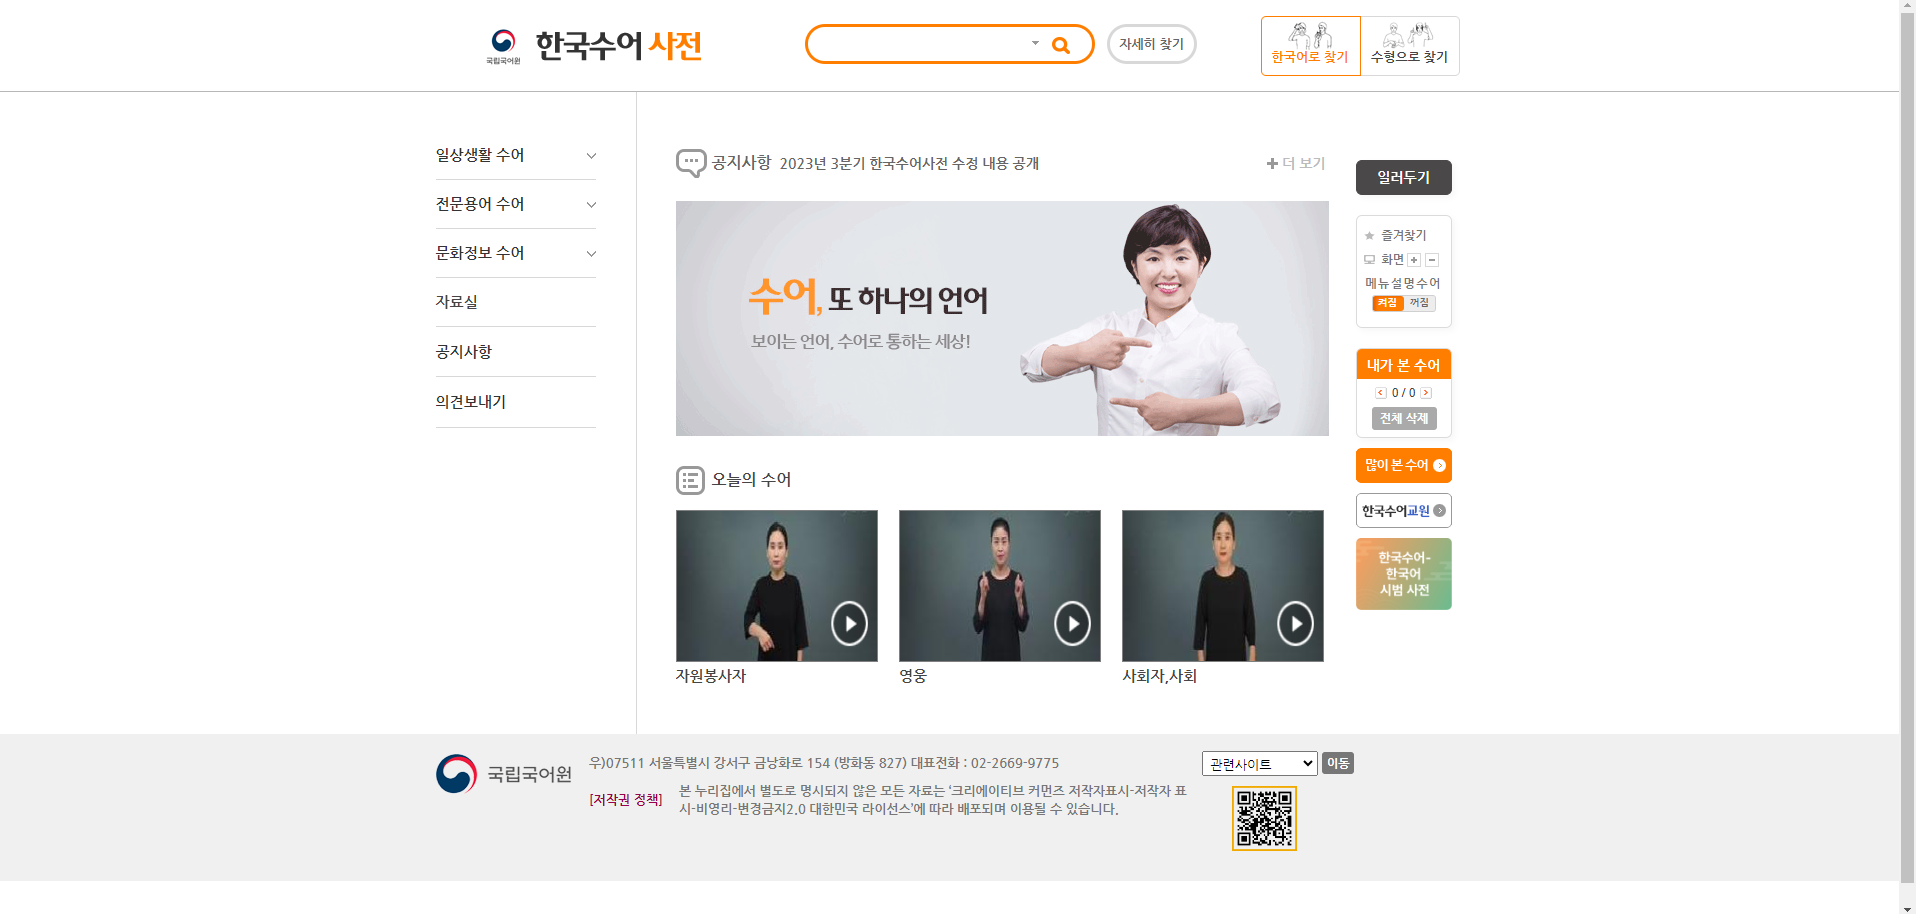 국립국어원
한국수어 사전
자세히 찾기
한국어로 찾기
수형으로 찾기
일상생활 수어
전문용어 수어
문화정보 수어
자료실
공지사항
의견보내기
공지사항 2023년 3분기 한국수어사전 수정 내용 공개
더 보기
수어, 또 하나의 언어
보이는 언어, 수어로 통하는 세상!
오늘의 수어
자원봉사자
영웅
사회자,사회
일러두기
즐겨찾기
화면
메뉴설명수어
켜짐 꺼짐
내가 본 수어
0 / 0
전체 삭제
많이 본 수어
한국수어교원
한국수어-
한국어
시범 사전
국립국어원
우)07511 서울특별시 강서구 금낭화로 154 (방화동 827) 대표전화 : 02-2669-9775
[저작권 정책]
본 누리집에서 별도로 명시되지 않은 모든 자료는 ‘크리에이티브 커먼즈 저작자표시-저작자 표
시-비영리-변경금지2.0 대한민국 라이선스’에 따라 배포되며 이용될 수 있습니다.
관련사이트
이동